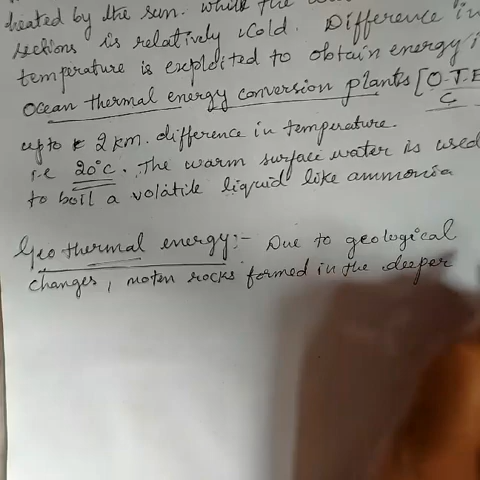 heated by the sun. while the
sections is relatively cold. Difference in
temperature is exploited to obtain energy i
Ocean thermal energy conversion plants [O.T.E
C
upto 2 km. difference in temperature.
i.e 20°C. The warm surface water is used
to boil a volatile liquid like ammonia
Geothermal energy:- Due to geological
changes, moten rocks formed in the deeper